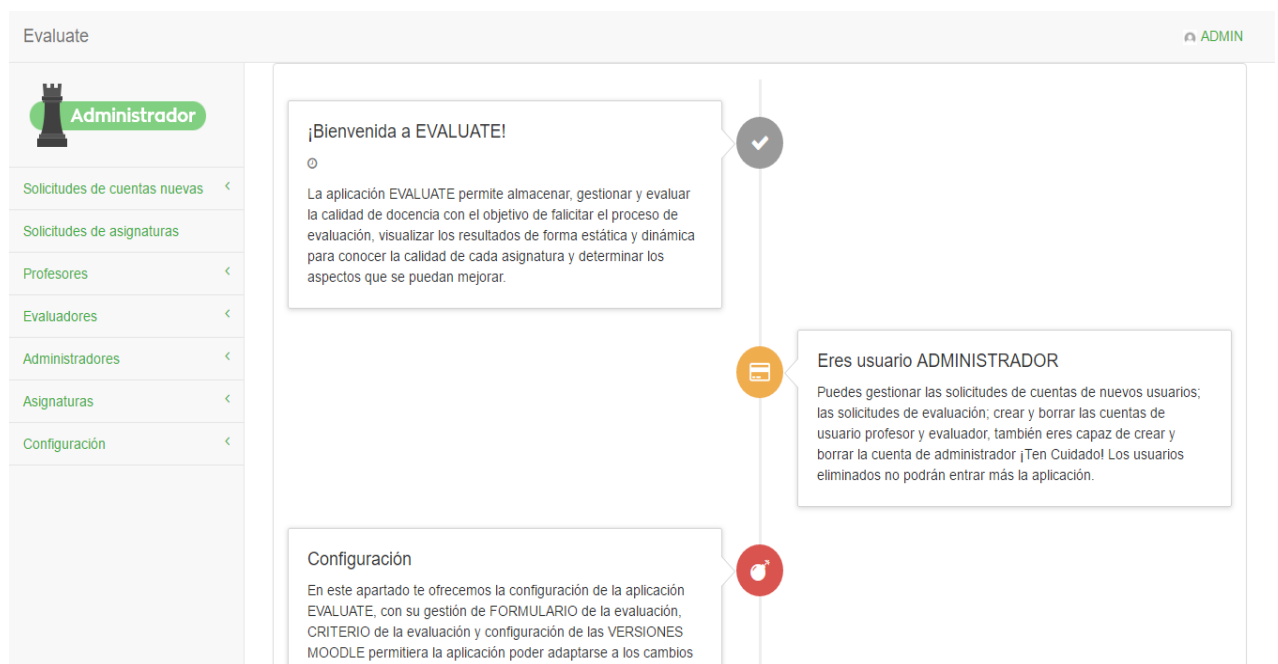 Evaluate
ADMIN
Administrador
Solicitudes de cuentas nuevas
Solicitudes de asignaturas
Profesores
Evaluadores
Administradores
Asignaturas
Configuración
¡Bienvenida a EVALUATE!
La aplicación EVALUATE permite almacenar, gestionar y evaluar
la calidad de docencia con el objetivo de falicitar el proceso de
evaluación, visualizar los resultados de forma estática y dinámica
para conocer la calidad de cada asignatura y determinar los
aspectos que se puedan mejorar.
Eres usuario ADMINISTRADOR
Puedes gestionar las solicitudes de cuentas de nuevos usuarios;
las solicitudes de evaluación; crear y borrar las cuentas de
usuario profesor y evaluador, también eres capaz de crear y
borrar la cuenta de administrador ¡Ten Cuidado! Los usuarios
eliminados no podrán entrar más la aplicación.
Configuración
En este apartado te ofrecemos la configuración de la aplicación
EVALUATE, con su gestión de FORMULARIO de la evaluación,
CRITERIO de la evaluación y configuración de las VERSIONES
MOODLE permitiera la aplicación poder adaptarse a los cambios